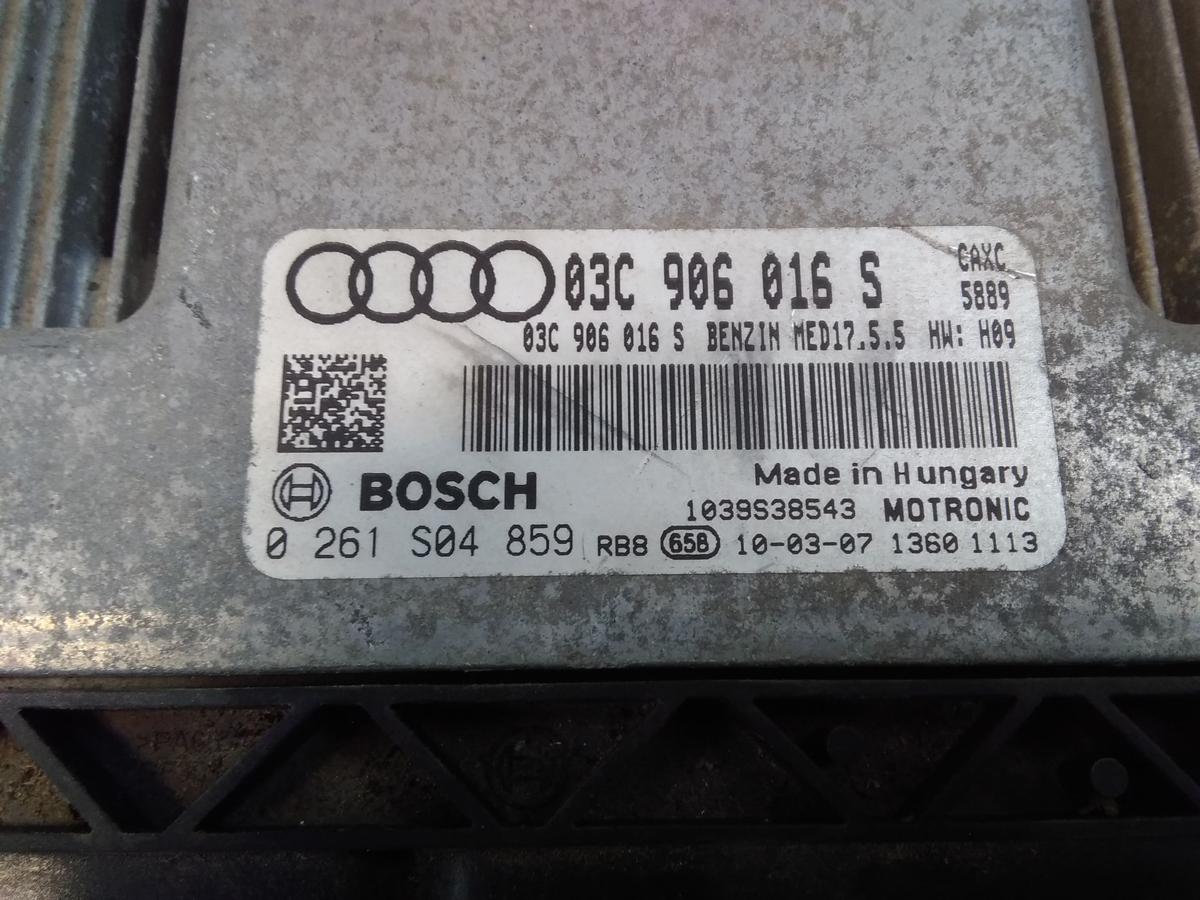 03C 906 016 S CAXC
5889
03C 906 016 S BENZIN MED17.5.5 HW: H09
BOSCH
Made in Hungary
1039S38543 MOTRONIC
0 261 S04 859 RB8 65B 10-03-07 1360 1113